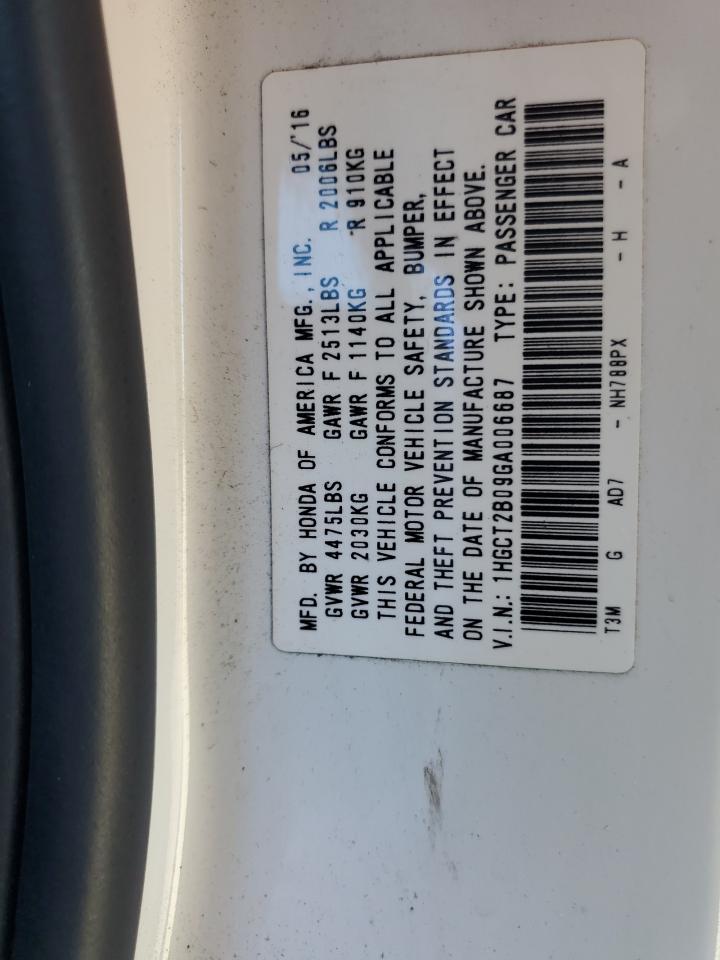 MFD. BY HONDA OF AMERICA MFG., INC. 05/'16
GVWR 4475LBS GAWR F 2513LBS R 2006LBS
GVWR 2030KG GAWR F 1140KG R 910KG
THIS VEHICLE CONFORMS TO ALL APPLICABLE
FEDERAL MOTOR VEHICLE SAFETY, BUMPER,
AND THEFT PREVENTION STANDARDS IN EFFECT
ON THE DATE OF MANUFACTURE SHOWN ABOVE.
V.I.N.: 1HGCT2B09GA006687 TYPE: PASSENGER CAR
T3M G AD7 - NH788PX - H - A